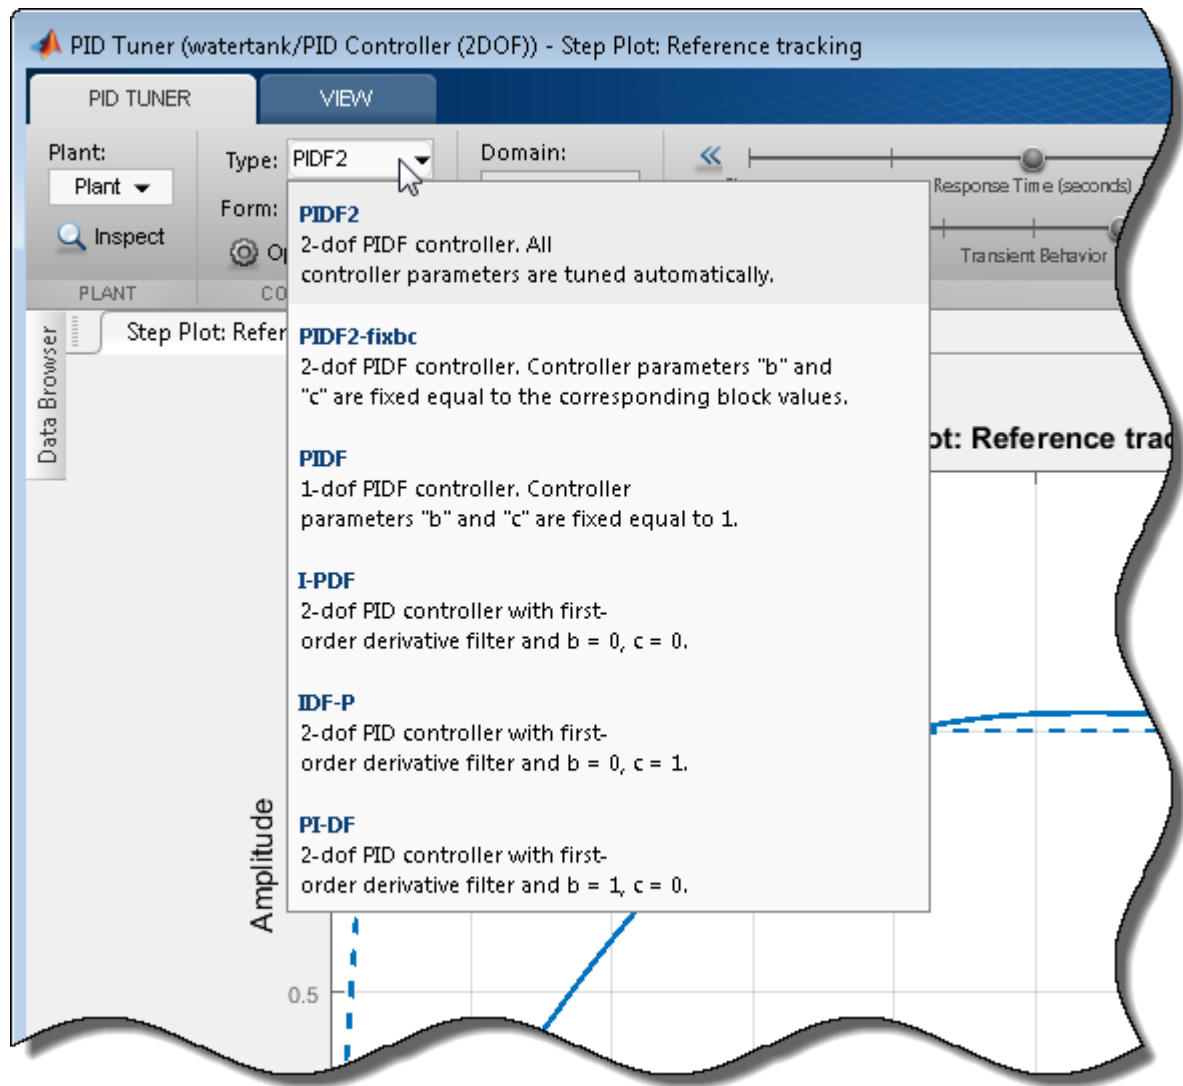 PID Tuner (watertank/PID Controller (2DOF)) - Step Plot: Reference tracking
PID TUNER
VIEW
Plant:
Plant
Inspect
PLANT
Type:
PIDF2
Form:
Domain:
Response Time (seconds)
Transient Behavior
PIDF2
2-dof PIDF controller. All
controller parameters are tuned automatically.
PIDF2-fixbc
2-dof PIDF controller. Controller parameters "b" and
"c" are fixed equal to the corresponding block values.
PIDF
1-dof PIDF controller. Controller
parameters "b" and "c" are fixed equal to 1.
I-PDF
2-dof PID controller with first-
order derivative filter and b = 0, c = 0.
IDF-P
2-dof PID controller with first-
order derivative filter and b = 0, c = 1.
PI-DF
2-dof PID controller with first-
order derivative filter and b = 1, c = 0.
Data Browser
Step Plot: Refer
ot: Reference trac
Amplitude
0.5